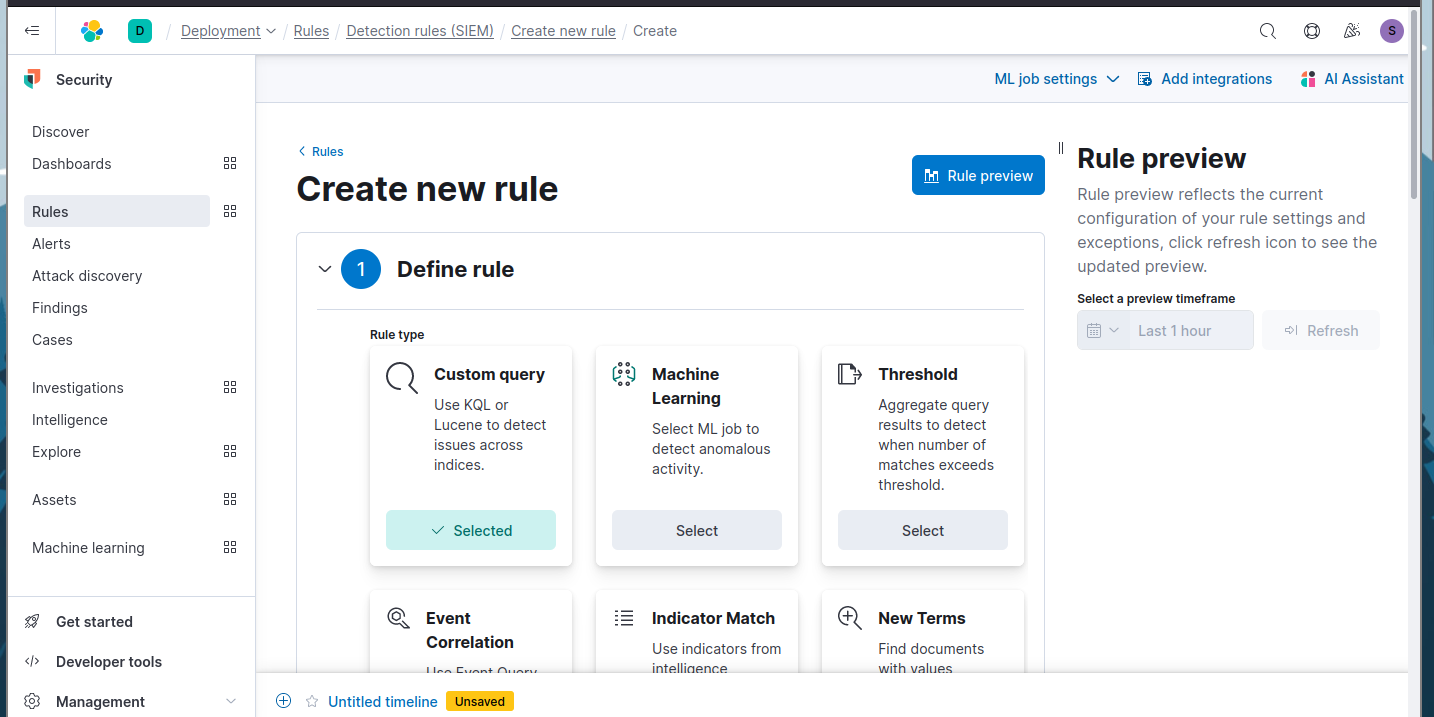 D
Deployment / Rules / Detection rules (SIEM) / Create new rule / Create
S
Security
ML job settings
Add integrations
AI Assistant
Discover
Dashboards
Rules
Alerts
Attack discovery
Findings
Cases
Investigations
Intelligence
Explore
Assets
Machine learning
Get started
Developer tools
Management
Rules
Create new rule
Rule preview
1
Define rule
Rule type
Custom query
Use KQL or
Lucene to detect
issues across
indices.
Selected
Machine
Learning
Select ML job to
detect anomalous
activity.
Select
Threshold
Aggregate query
results to detect
when number of
matches exceeds
threshold.
Select
Event
Correlation
Use Event Query
Indicator Match
Use indicators from
intelligence
New Terms
Find documents
with values
Rule preview
Rule preview reflects the current
configuration of your rule settings and
exceptions, click refresh icon to see the
updated preview.
Select a preview timeframe
Last 1 hour
Refresh
Untitled timeline
Unsaved